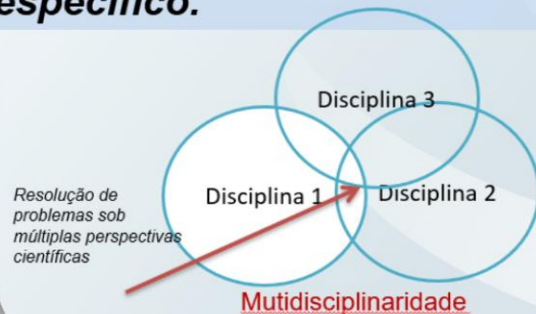 específico.
Disciplina 3
Disciplina 1
Disciplina 2
Resolução de
problemas sob
múltiplas perspectivas
científicas
Mutidisciplinaridade